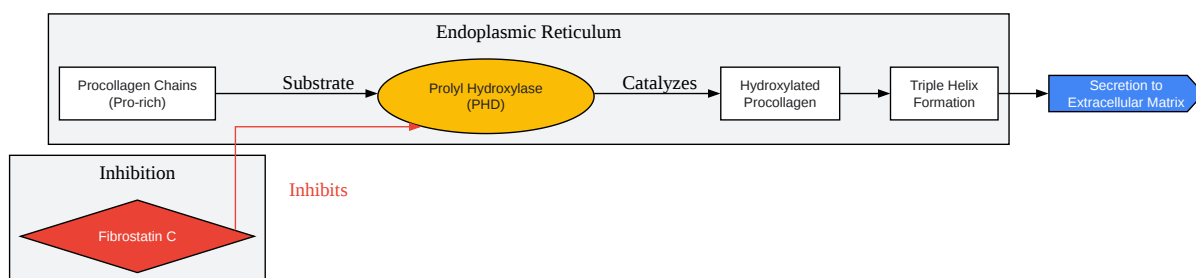 Endoplasmic Reticulum
Procollagen Chains
(Pro-rich)
Substrate
Prolyl Hydroxylase
(PHD)
Catalyzes
Hydroxylated
Procollagen
Triple Helix
Formation
Secretion to
Extracellular Matrix
Inhibition
Inhibits
Fibrostatin C